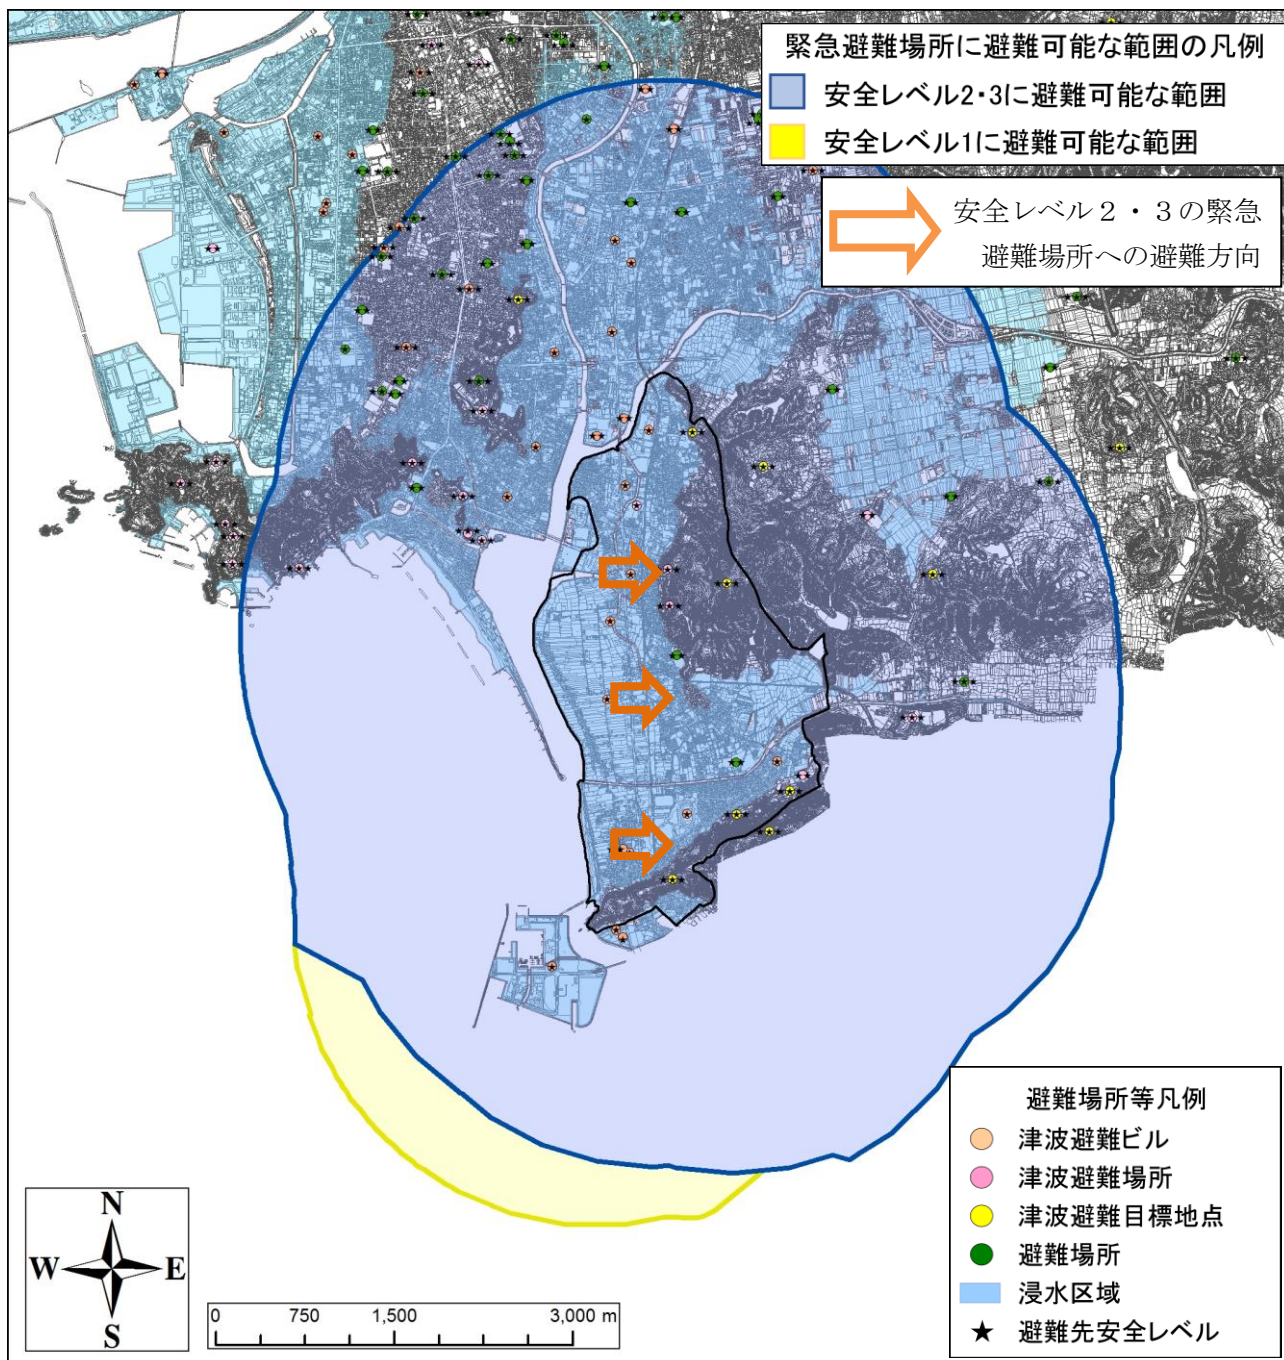 緊急避難場所に避難可能な範囲の凡例
安全レベル2・3に避難可能な範囲
安全レベル1に避難可能な範囲
安全レベル２・３の緊急
避難場所への避難方向
避難場所等凡例
津波避難ビル
津波避難場所
津波避難目標地点
避難場所
浸水区域
★ 避難先安全レベル
N
W E
S
0 750 1,500 3,000 m